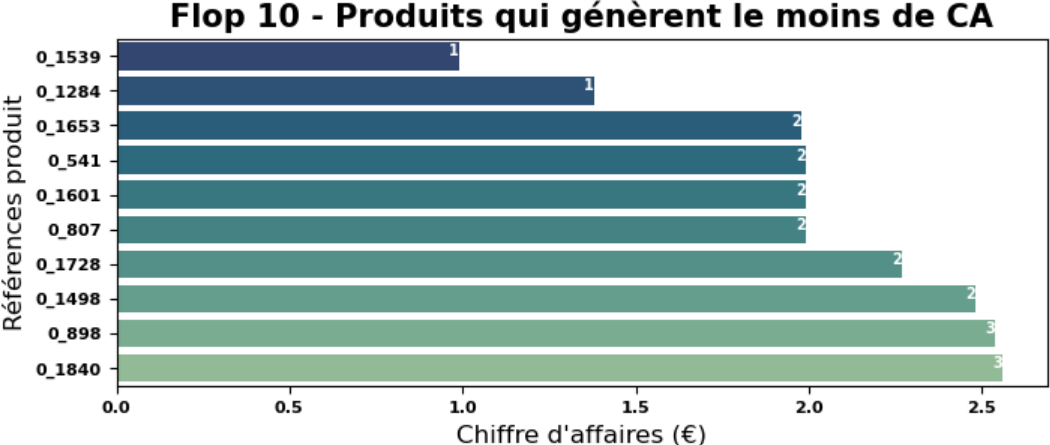 Flop 10 - Produits qui génèrent le moins de CA
Références produit
0_1539 1
0_1284 1
0_1653 2
0_541 2
0_1601 2
0_807 2
0_1728 2
0_1498 2
0_898 3
0_1840 3
0.0 0.5 1.0 1.5 2.0 2.5
Chiffre d'affaires (€)